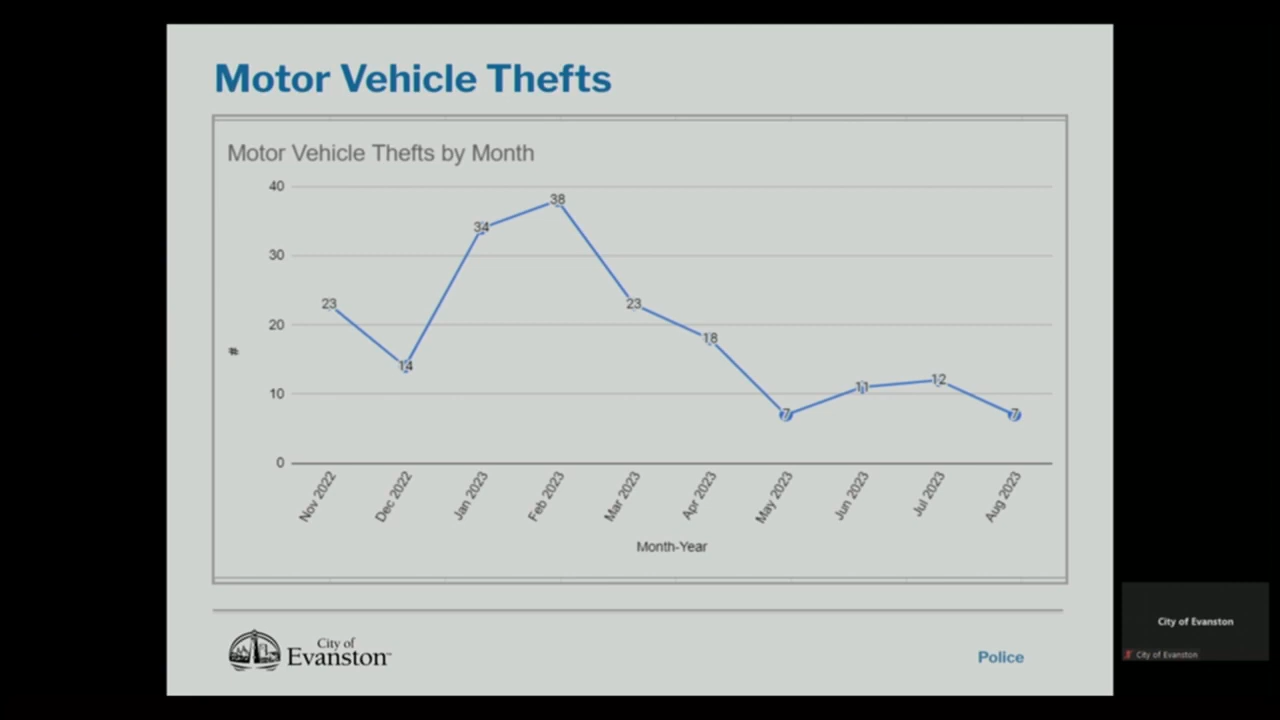 Motor Vehicle Thefts
Motor Vehicle Thefts by Month
40
30
20
10
0
#
23
14
34
38
23
18
7
11
12
7
Nov 2022
Dec 2022
Jan 2023
Feb 2023
Mar 2023
Apr 2023
May 2023
Jun 2023
Jul 2023
Aug 2023
Month-Year
City of
Evanston™
Police
City of Evanston
City of Evanston